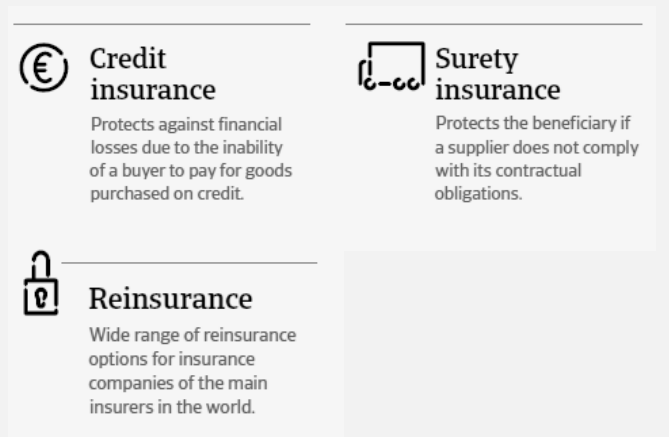 Credit
insurance
Protects against financial
losses due to the inability
of a buyer to pay for goods
purchased on credit.
Surety
insurance
Protects the beneficiary if
a supplier does not comply
with its contractual
obligations.
Reinsurance
Wide range of reinsurance
options for insurance
companies of the main
insurers in the world.